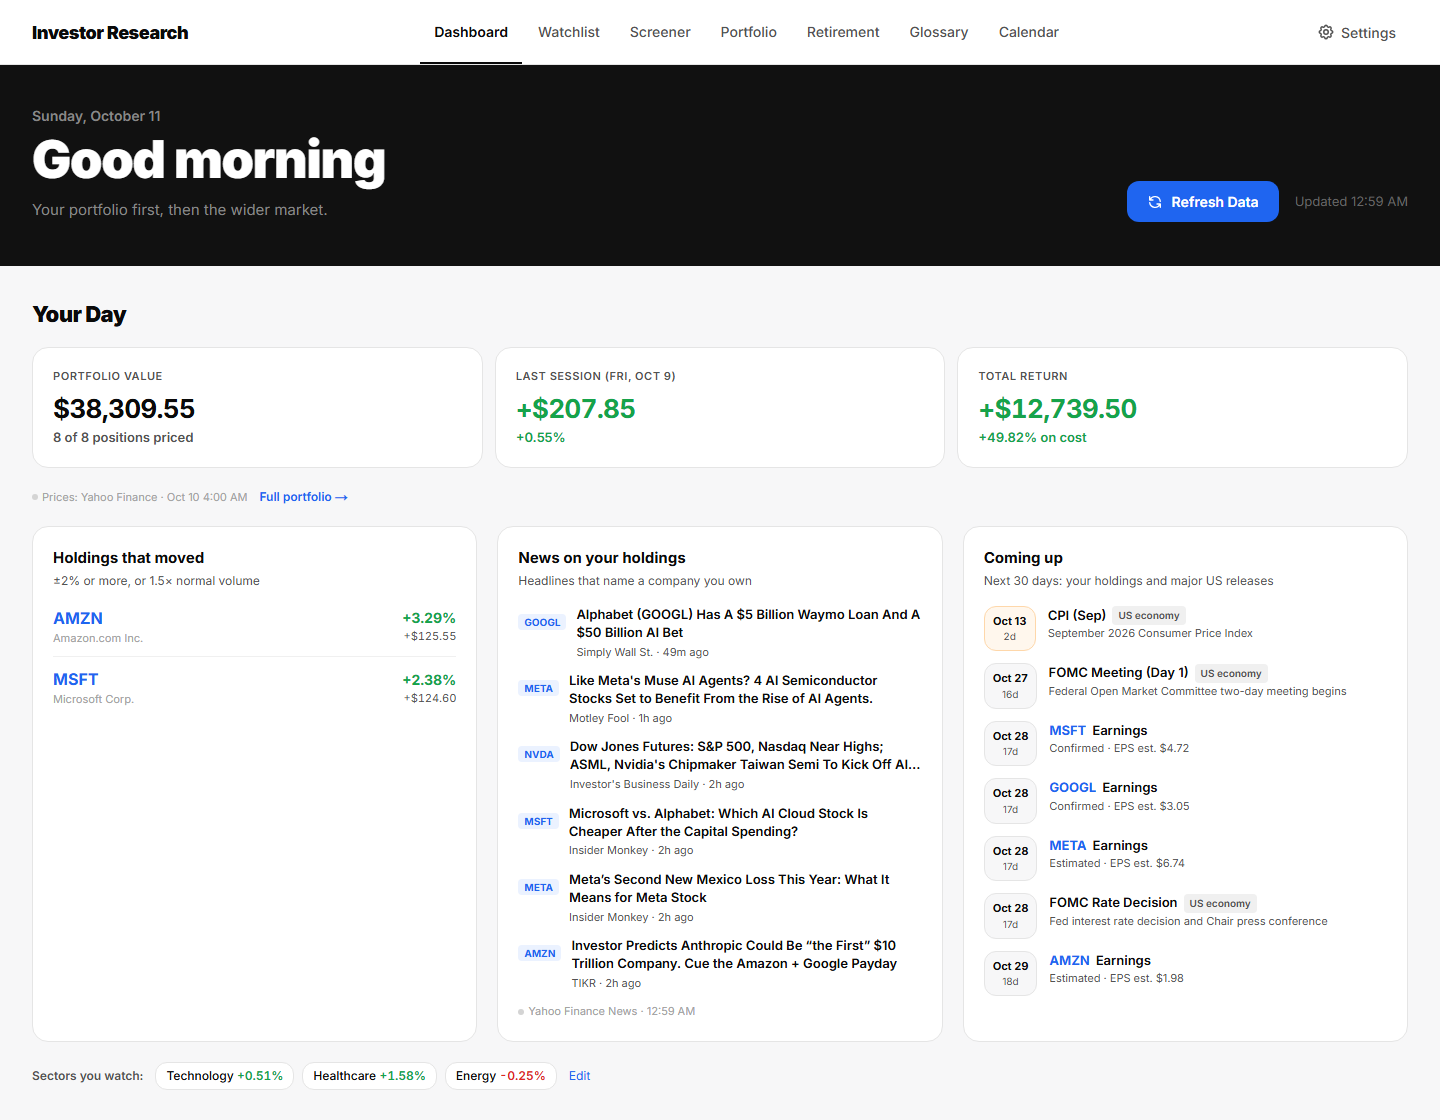 Investor Research
Dashboard
Watchlist
Screener
Portfolio
Retirement
Glossary
Calendar
Settings
Sunday, October 11
Good morning
Your portfolio first, then the wider market.
Refresh Data
Updated 12:59 AM
Your Day
PORTFOLIO VALUE
$38,309.55
8 of 8 positions priced
LAST SESSION (FRI, OCT 9)
+$207.85
+0.55%
TOTAL RETURN
+$12,739.50
+49.82% on cost
Prices: Yahoo Finance · Oct 10 4:00 AM
Full portfolio →
Holdings that moved
±2% or more, or 1.5× normal volume
AMZN +3.29%
Amazon.com Inc. +$125.55
MSFT +2.38%
Microsoft Corp. +$124.60
News on your holdings
Headlines that name a company you own
GOOGL
Alphabet (GOOGL) Has A $5 Billion Waymo Loan And A
$50 Billion AI Bet
Simply Wall St. · 49m ago
META
Like Meta's Muse AI Agents? 4 AI Semiconductor
Stocks Set to Benefit From the Rise of AI Agents.
Motley Fool · 1h ago
NVDA
Dow Jones Futures: S&P 500, Nasdaq Near Highs;
ASML, Nvidia's Chipmaker Taiwan Semi To Kick Off AI...
Investor's Business Daily · 2h ago
MSFT
Microsoft vs. Alphabet: Which AI Cloud Stock Is
Cheaper After the Capital Spending?
Insider Monkey · 2h ago
META
Meta’s Second New Mexico Loss This Year: What It
Means for Meta Stock
Insider Monkey · 2h ago
AMZN
Investor Predicts Anthropic Could Be “the First” $10
Trillion Company. Cue the Amazon + Google Payday
TIKR · 2h ago
Yahoo Finance News · 12:59 AM
Coming up
Next 30 days: your holdings and major US releases
Oct 13
2d
CPI (Sep) US economy
September 2026 Consumer Price Index
Oct 27
16d
FOMC Meeting (Day 1) US economy
Federal Open Market Committee two-day meeting begins
Oct 28
17d
MSFT Earnings
Confirmed · EPS est. $4.72
Oct 28
17d
GOOGL Earnings
Confirmed · EPS est. $3.05
Oct 28
17d
META Earnings
Estimated · EPS est. $6.74
Oct 28
17d
FOMC Rate Decision US economy
Fed interest rate decision and Chair press conference
Oct 29
18d
AMZN Earnings
Estimated · EPS est. $1.98
Sectors you watch:
Technology +0.51%
Healthcare +1.58%
Energy -0.25%
Edit